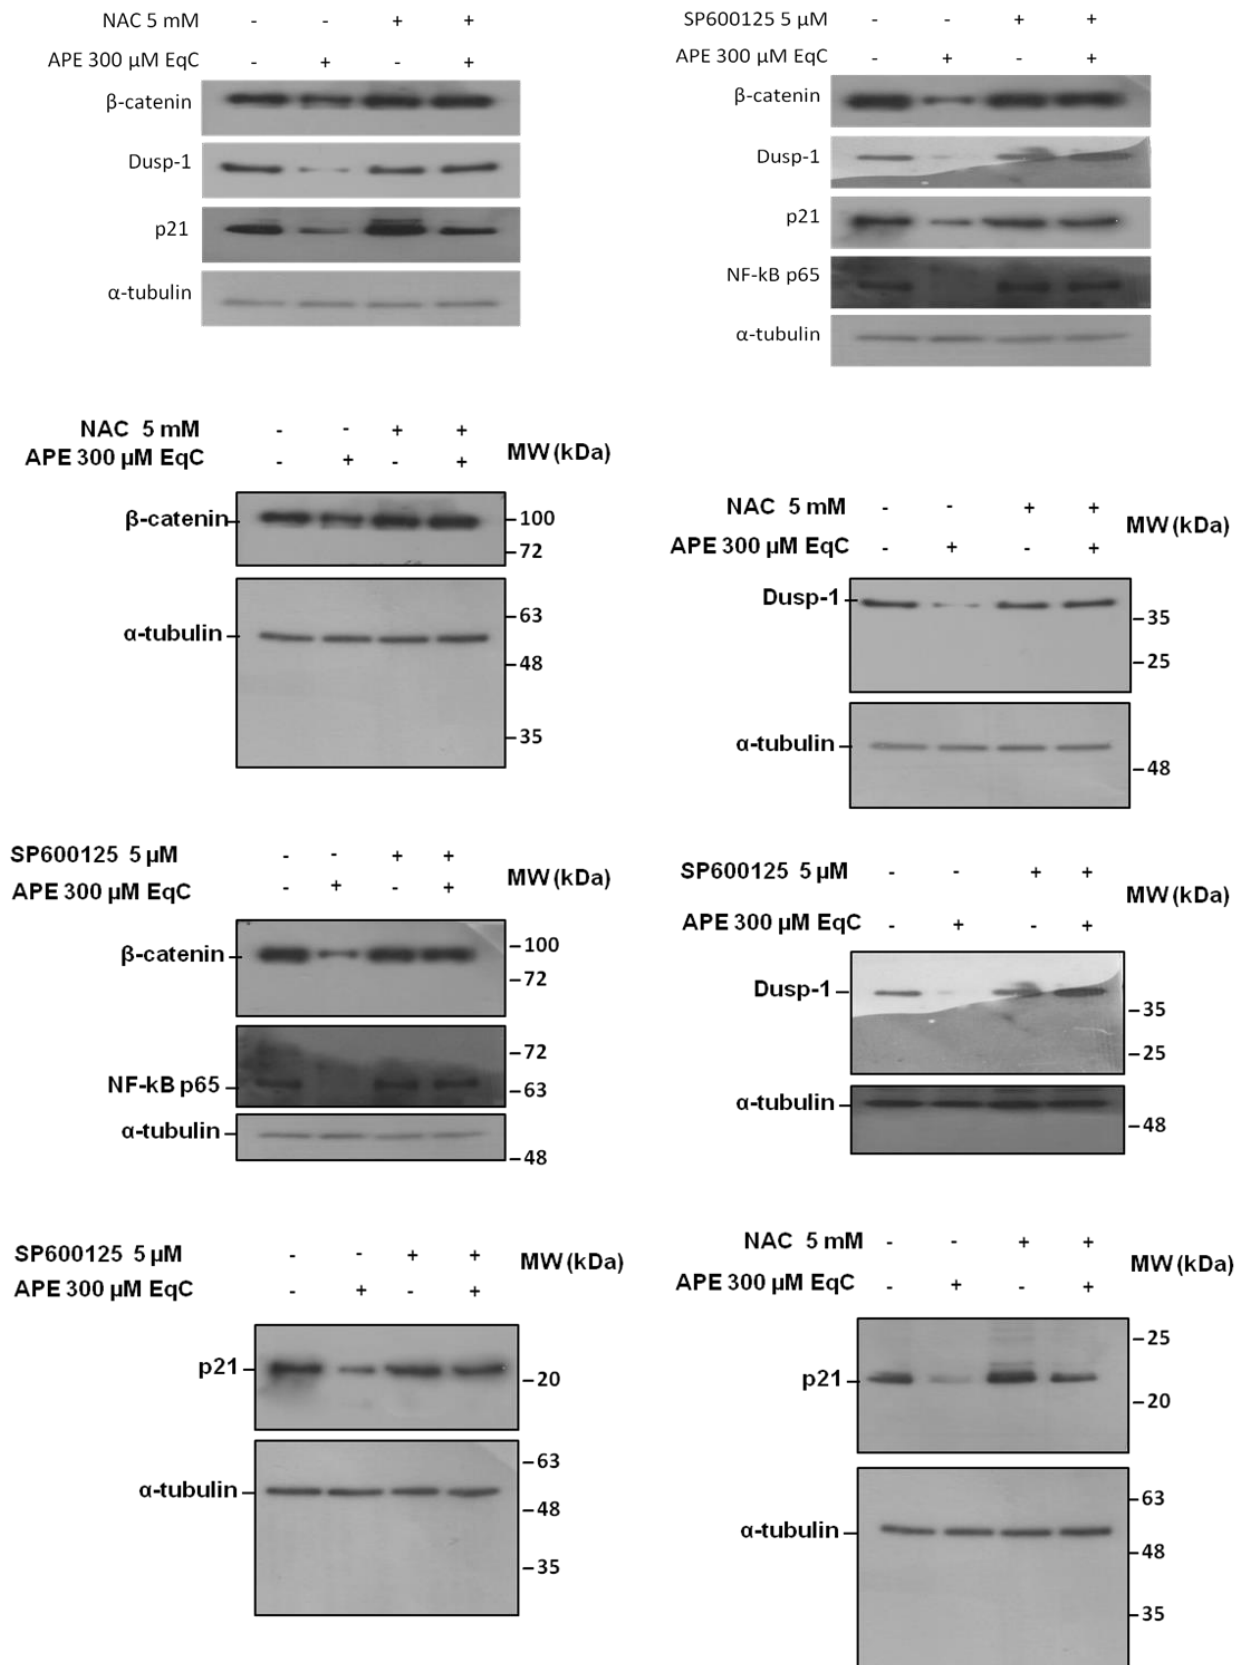 NAC 5 mM - - + +
APE 300 µM EqC - + - +
β-catenin
Dusp-1
p21
α-tubulin
SP600125 5 µM - - + +
APE 300 µM EqC - + - +
β-catenin
Dusp-1
p21
NF-kB p65
α-tubulin
NAC 5 mM - - + +
APE 300 µM EqC - + - +
MW (kDa)
β-catenin
-100
-72
α-tubulin
-63
-48
-35
NAC 5 mM - - + +
APE 300 µM EqC - + - +
MW (kDa)
Dusp-1
-35
-25
α-tubulin
-48
SP600125 5 µM - - + +
APE 300 µM EqC - + - +
MW (kDa)
β-catenin
-100
-72
NF-kB p65
-72
-63
α-tubulin
-48
SP600125 5 µM - - + +
APE 300 µM EqC - + - +
MW (kDa)
Dusp-1
-35
-25
α-tubulin
-48
SP600125 5 µM - - + +
APE 300 µM EqC - + - +
MW (kDa)
p21
-20
α-tubulin
-63
-48
-35
NAC 5 mM - - + +
APE 300 µM EqC - + - +
MW (kDa)
p21
-25
-20
α-tubulin
-63
-48
-35